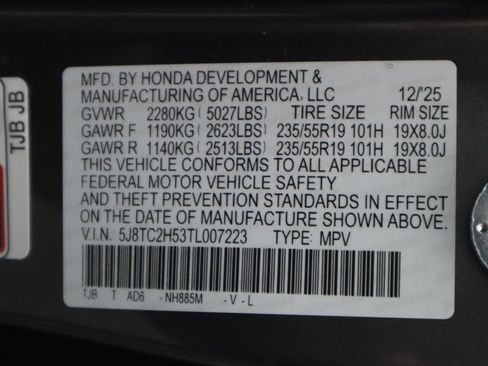 TJB JB
MFD. BY HONDA DEVELOPMENT &
MANUFACTURING OF AMERICA, LLC 12/'25
GVWR 2280KG (5027LBS) TIRE SIZE RIM SIZE
GAWR F 1190KG (2623LBS) 235/55R19 101H 19X8.0J
GAWR R 1140KG (2513LBS) 235/55R19 101H 19X8.0J
THIS VEHICLE CONFORMS TO ALL APPLICABLE
FEDERAL MOTOR VEHICLE SAFETY
AND THEFT PREVENTION STANDARDS IN EFFECT
ON THE DATE OF MANUFACTURE SHOWN ABOVE.
V.I.N.: 5J8TC2H53TL007223 TYPE: MPV
TJB T AD6 - NH885M - V - L